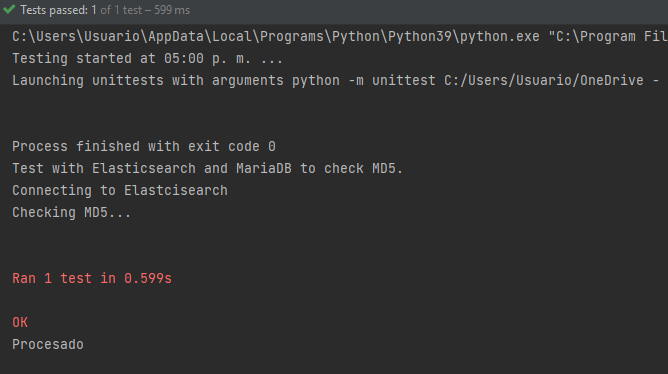 Tests passed: 1 of 1 test – 599 ms
C:\Users\Usuario\AppData\Local\Programs\Python\Python39\python.exe "C:\Program Fil
Testing started at 05:00 p. m. ...
Launching unittests with arguments python -m unittest C:/Users/Usuario/OneDrive -
Process finished with exit code 0
Test with Elasticsearch and MariaDB to check MD5.
Connecting to Elastcisearch
Checking MD5...
Ran 1 test in 0.599s
OK
Procesado